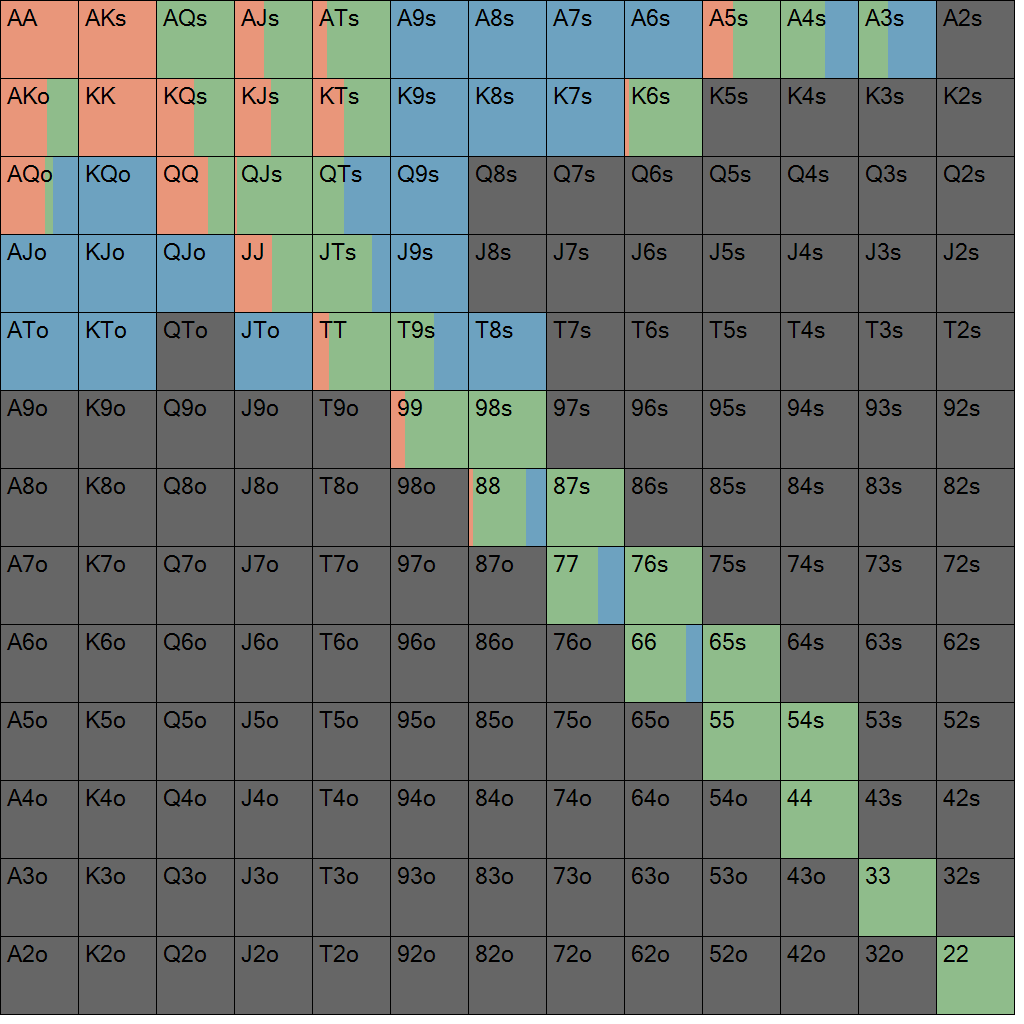 AA AKs AQs AJs ATs A9s A8s A7s A6s A5s A4s A3s A2s
AKo KK KQs KJs KTs K9s K8s K7s K6s K5s K4s K3s K2s
AQo KQo QQ QJs QTs Q9s Q8s Q7s Q6s Q5s Q4s Q3s Q2s
AJo KJo QJo JJ JTs J9s J8s J7s J6s J5s J4s J3s J2s
ATo KTo QTo JTo TT T9s T8s T7s T6s T5s T4s T3s T2s
A9o K9o Q9o J9o T9o 99 98s 97s 96s 95s 94s 93s 92s
A8o K8o Q8o J8o T8o 98o 88 87s 86s 85s 84s 83s 82s
A7o K7o Q7o J7o T7o 97o 87o 77 76s 75s 74s 73s 72s
A6o K6o Q6o J6o T6o 96o 86o 76o 66 65s 64s 63s 62s
A5o K5o Q5o J5o T5o 95o 85o 75o 65o 55 54s 53s 52s
A4o K4o Q4o J4o T4o 94o 84o 74o 64o 54o 44 43s 42s
A3o K3o Q3o J3o T3o 93o 83o 73o 63o 53o 43o 33 32s
A2o K2o Q2o J2o T2o 92o 82o 72o 62o 52o 42o 32o 22